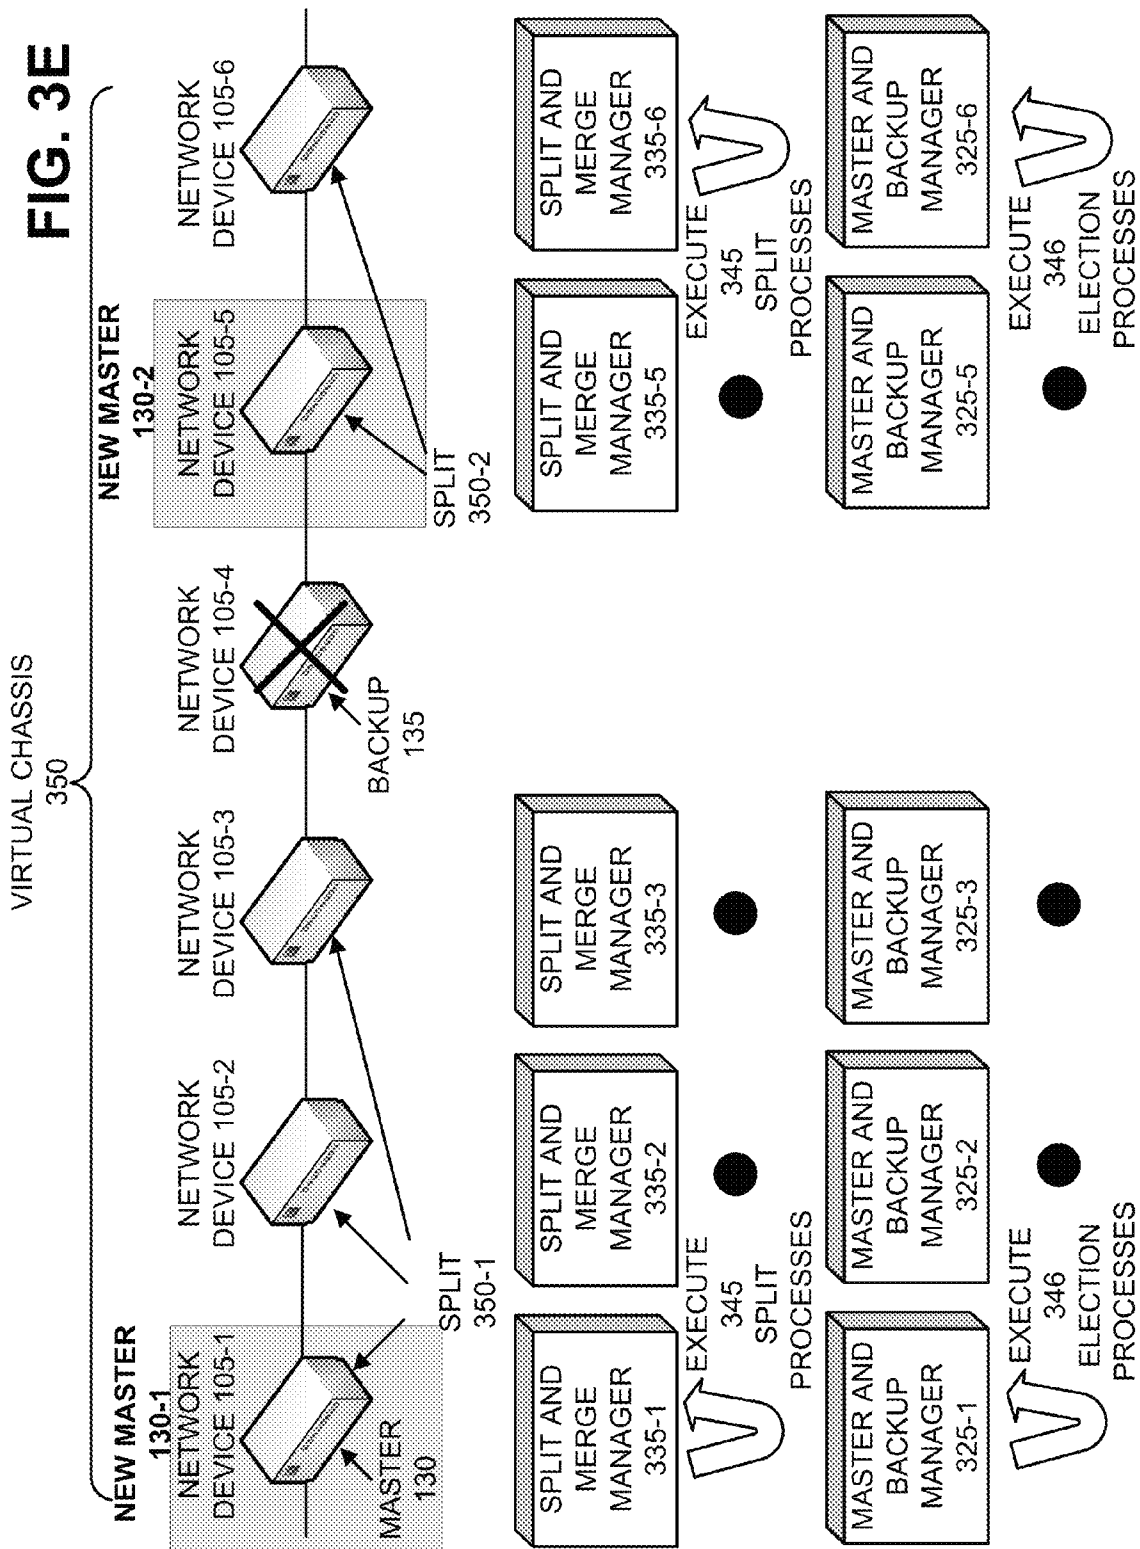 FIG. 3E
VIRTUAL CHASSIS
350
NEW MASTER
130-1
NETWORK
DEVICE 105-1
NETWORK
DEVICE 105-2
NETWORK
DEVICE 105-3
NETWORK
DEVICE 105-4
NEW MASTER
130-2
NETWORK
DEVICE 105-5
NETWORK
DEVICE 105-6
MASTER
130
SPLIT
350-1
BACKUP
135
SPLIT
350-2
SPLIT AND
MERGE
MANAGER
335-1
SPLIT AND
MERGE
MANAGER
335-2
SPLIT AND
MERGE
MANAGER
335-3
SPLIT AND
MERGE
MANAGER
335-5
SPLIT AND
MERGE
MANAGER
335-6
EXECUTE
345
SPLIT
PROCESSES
EXECUTE
345
SPLIT
PROCESSES
MASTER AND
BACKUP
MANAGER
325-1
MASTER AND
BACKUP
MANAGER
325-2
MASTER AND
BACKUP
MANAGER
325-3
MASTER AND
BACKUP
MANAGER
325-5
MASTER AND
BACKUP
MANAGER
325-6
EXECUTE
346
ELECTION
PROCESSES
EXECUTE
346
ELECTION
PROCESSES